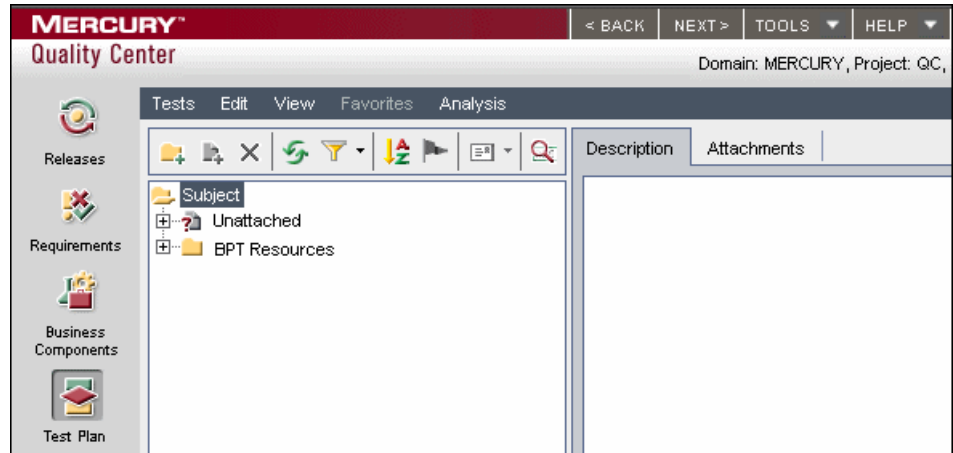 MERCURY™
< BACK NEXT > TOOLS HELP
Quality Center
Domain: MERCURY, Project: QC,
Tests Edit View Favorites Analysis
Releases
Description Attachments
Subject
Unattached
Requirements
BPT Resources
Business
Components
Test Plan